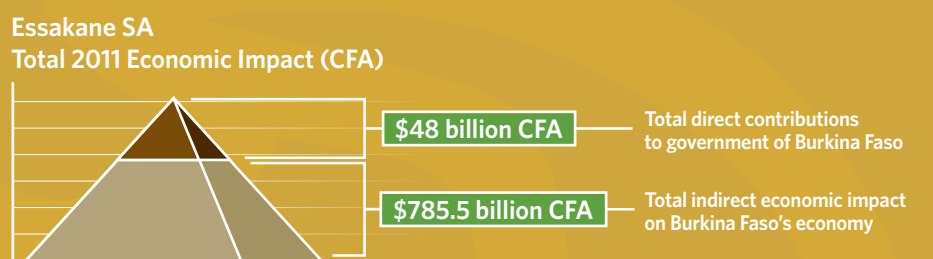 Essakane SA
Total 2011 Economic Impact (CFA)
$48 billion CFA
Total direct contributions
to government of Burkina Faso
$785.5 billion CFA
Total indirect economic impact
on Burkina Faso's economy